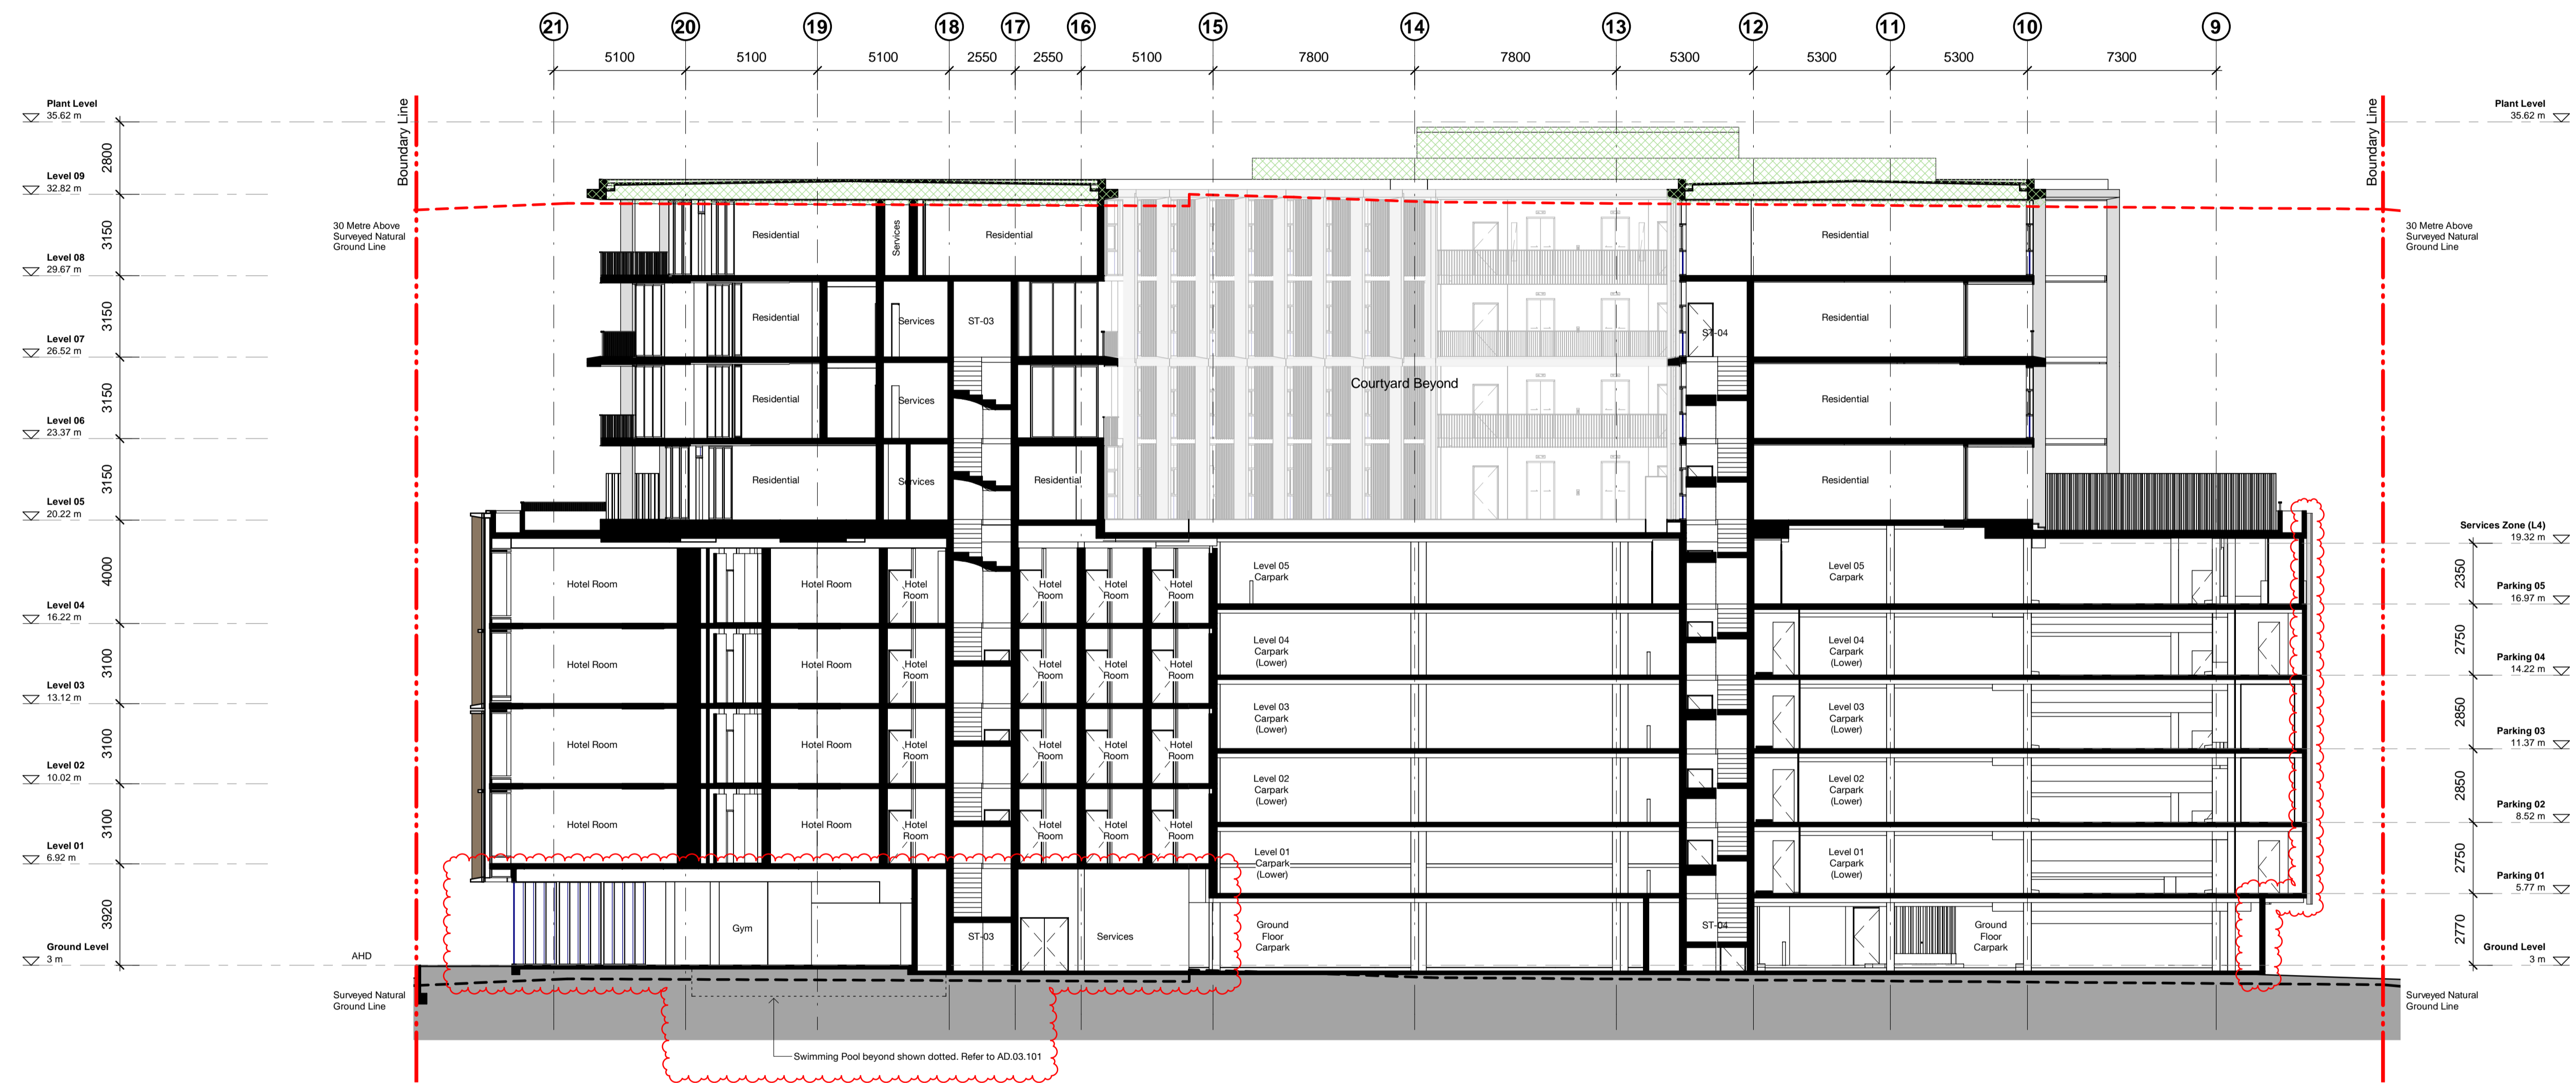 21 20 19 18 17 16 15 14 13 12 11 10 9
5100 5100 5100 2550 2550 5100 7800 7800 5300 5300 5300 7300
Boundary Line
Boundary Line
Plant Level
35.62 m
2800
Level 09
32.82 m
3150
Level 08
29.67 m
3150
Level 07
26.52 m
3150
Level 06
23.37 m
3150
Level 05
20.22 m
4000
Level 04
16.22 m
3100
Level 03
13.12 m
3100
Level 02
10.02 m
3100
Level 01
6.92 m
3920
Ground Level
3 m
30 Metre Above
Surveyed Natural
Ground Line
AHD
Surveyed Natural
Ground Line
Residential
Services
Residential
Residential
Residential
Services
ST-03
ST-04
Residential
Courtyard Beyond
Residential
Services
Residential
Residential
Services
Residential
Residential
Hotel Room
Hotel Room
Hotel
Room
Hotel
Room
Hotel
Room
Hotel
Room
Level 05
Carpark
Level 05
Carpark
Hotel Room
Hotel Room
Hotel
Room
Hotel
Room
Hotel
Room
Hotel
Room
Level 04
Carpark
(Lower)
Level 04
Carpark
(Lower)
Hotel Room
Hotel Room
Hotel
Room
Hotel
Room
Hotel
Room
Hotel
Room
Level 03
Carpark
(Lower)
Level 03
Carpark
(Lower)
Hotel Room
Hotel Room
Hotel
Room
Hotel
Room
Hotel
Room
Hotel
Room
Level 02
Carpark
(Lower)
Level 02
Carpark
(Lower)
Level 01
Carpark
(Lower)
Level 01
Carpark
(Lower)
Gym
ST-03
Services
Ground
Floor
Carpark
ST-04
Ground
Floor
Carpark
Swimming Pool beyond shown dotted. Refer to AD.03.101
Plant Level
35.62 m
30 Metre Above
Surveyed Natural
Ground Line
Services Zone (L4)
19.32 m
2350
Parking 05
16.97 m
2750
Parking 04
14.22 m
2850
Parking 03
11.37 m
2850
Parking 02
8.52 m
2750
Parking 01
5.77 m
2770
Ground Level
3 m
Surveyed Natural
Ground Line